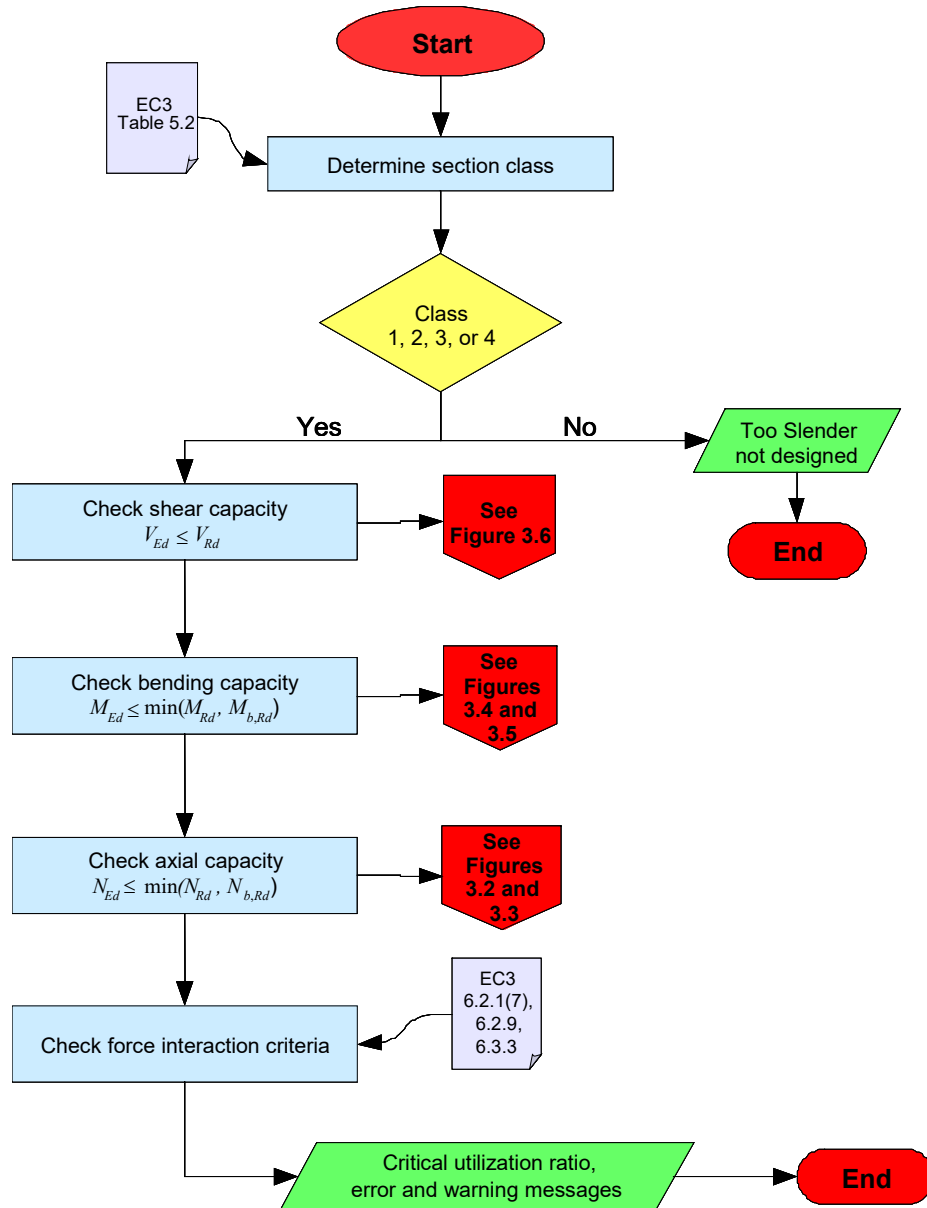 Start
EC3
Table 5.2
Determine section class
Class
1, 2, 3, or 4
Yes
No
Too Slender
not designed
End
Check shear capacity
V_Ed ≤ V_Rd
See
Figure 3.6
Check bending capacity
M_Ed ≤ min(M_Rd, M_b,Rd)
See
Figures
3.4 and
3.5
Check axial capacity
N_Ed ≤ min(N_Rd, N_b,Rd)
See
Figures
3.2 and
3.3
EC3
6.2.1(7),
6.2.9,
6.3.3
Check force interaction criteria
Critical utilization ratio,
error and warning messages
End